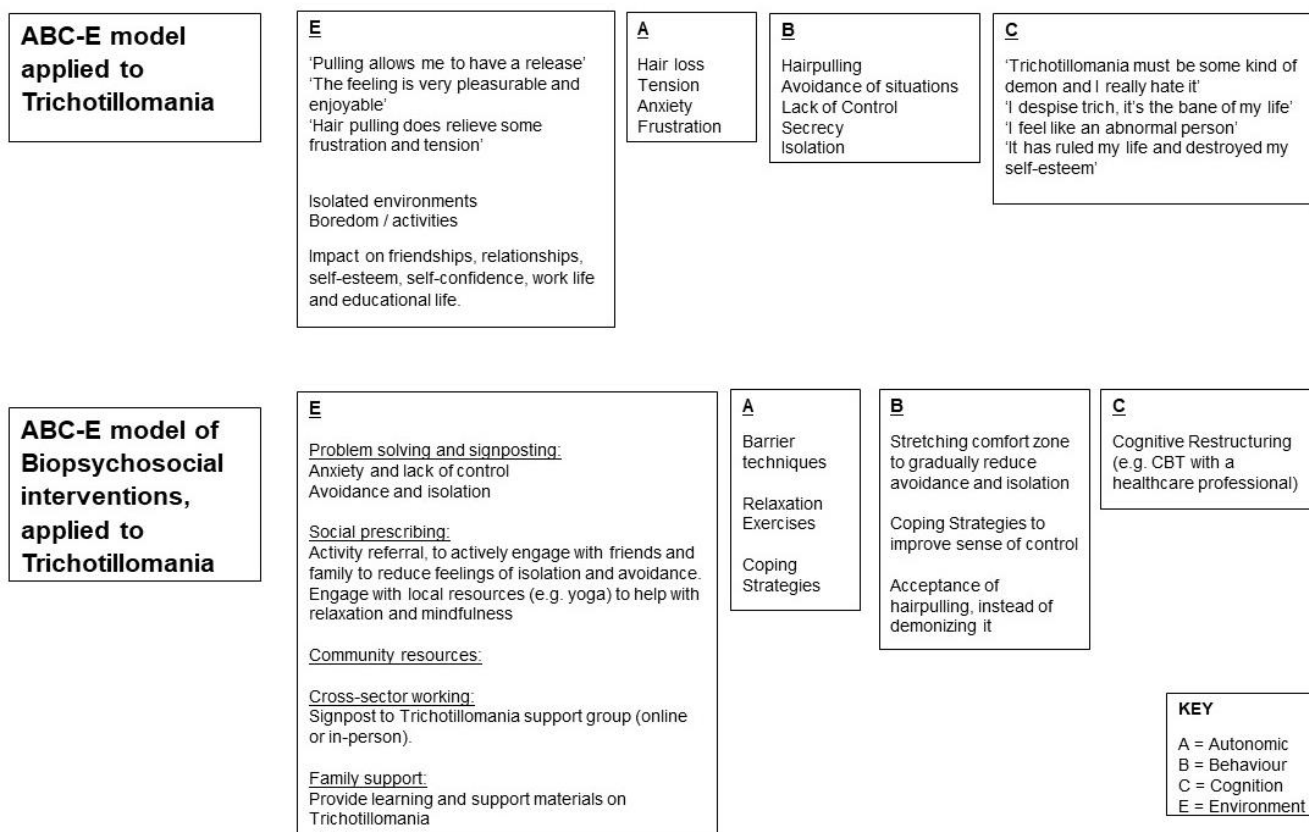 ABC-E model
applied to
Trichotillomania
E
‘Pulling allows me to have a release’
‘The feeling is very pleasurable and
enjoyable’
‘Hair pulling does relieve some
frustration and tension’
Isolated environments
Boredom / activities
Impact on friendships, relationships,
self-esteem, self-confidence, work life
and educational life.
A
Hair loss
Tension
Anxiety
Frustration
B
Hairpulling
Avoidance of situations
Lack of Control
Secrecy
Isolation
C
‘Trichotillomania must be some kind of
demon and I really hate it’
‘I despise trich, it’s the bane of my life’
‘I feel like an abnormal person’
‘It has ruled my life and destroyed my
self-esteem’
ABC-E model of
Biopsychosocial
interventions,
applied to
Trichotillomania
E
Problem solving and signposting:
Anxiety and lack of control
Avoidance and isolation
Social prescribing:
Activity referral, to actively engage with friends and
family to reduce feelings of isolation and avoidance.
Engage with local resources (e.g. yoga) to help with
relaxation and mindfulness
Community resources:
Cross-sector working:
Signpost to Trichotillomania support group (online
or in-person).
Family support:
Provide learning and support materials on
Trichotillomania
A
Barrier
techniques
Relaxation
Exercises
Coping
Strategies
B
Stretching comfort zone
to gradually reduce
avoidance and isolation
Coping Strategies to
improve sense of control
Acceptance of
hairpulling, instead of
demonizing it
C
Cognitive Restructuring
(e.g. CBT with a
healthcare professional)
KEY
A = Autonomic
B = Behaviour
C = Cognition
E = Environment